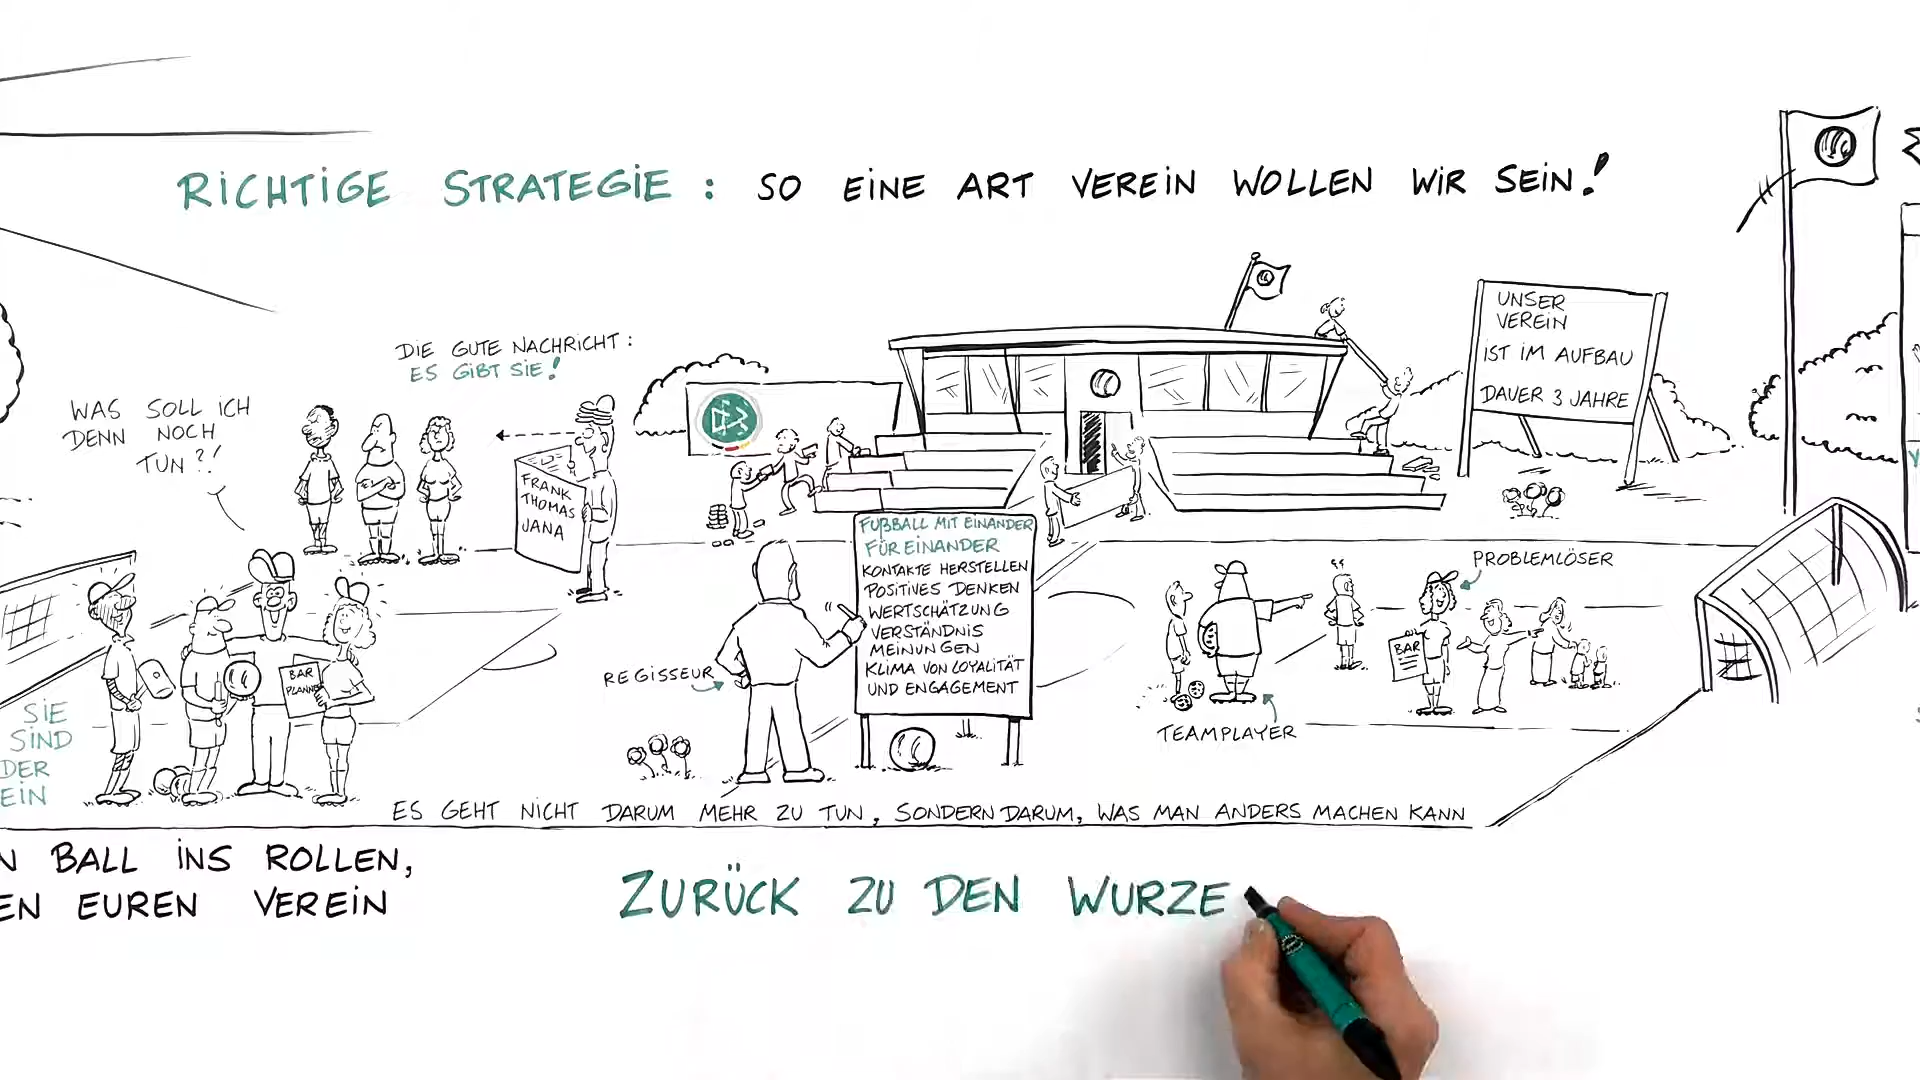 RICHTIGE STRATEGIE: SO EINE ART VEREIN WOLLEN WIR SEIN!
DIE GUTE NACHRICHT:
ES GIBT SIE!
WAS SOLL ICH
DENN NOCH
TUN?!
FRANK
THOMAS
JANA
UNSER
VEREIN
IST IM AUFBAU
DAUER 3 JAHRE
FUßBALL MITEINANDER
FÜREINANDER
KONTAKTE HERSTELLEN
POSITIVES DENKEN
WERTSCHÄTZUNG
VERSTÄNDNIS
MEINUNGEN
KLIMA VON LOYALITÄT
UND ENGAGEMENT
REGISSEUR
PROBLEMLÖSER
BAR
TEAMPLAYER
BAR
SIE
SIND
DER
EIN
ES GEHT NICHT DARUM MEHR ZU TUN, SONDERN DARUM, WAS MAN ANDERS MACHEN KANN
N BALL INS ROLLEN,
EN EUREN VEREIN
ZURÜCK ZU DEN WURZE